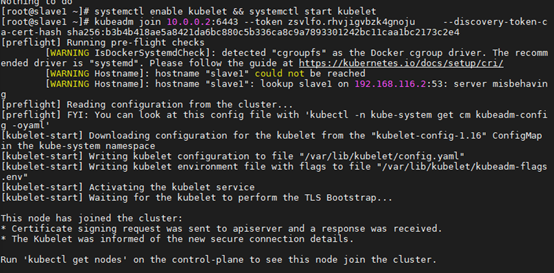 Nothing to do
[root@slave1 ~]# systemctl enable kubelet && systemctl start kubelet
[root@slave1 ~]# kubeadm join 10.0.0.2:6443 --token zsvlfo.rhvjigvbzk4gnoju     --discovery-token-c
a-cert-hash sha256:b3b4b418ae5a8421da6bc880c5b336ca8c9a7893301242bc11caa1bc2173c2e4
[preflight] Running pre-flight checks
        [WARNING IsDockerSystemdCheck]: detected "cgroupfs" as the Docker cgroup driver. The recomm
ended driver is "systemd". Please follow the guide at https://kubernetes.io/docs/setup/cri/
        [WARNING Hostname]: hostname "slave1" could not be reached
        [WARNING Hostname]: hostname "slave1": lookup slave1 on 192.168.116.2:53: server misbehavin
g
[preflight] Reading configuration from the cluster...
[preflight] FYI: You can look at this config file with 'kubectl -n kube-system get cm kubeadm-confi
g -oyaml'
[kubelet-start] Downloading configuration for the kubelet from the "kubelet-config-1.16" ConfigMap
in the kube-system namespace
[kubelet-start] Writing kubelet configuration to file "/var/lib/kubelet/config.yaml"
[kubelet-start] Writing kubelet environment file with flags to file "/var/lib/kubelet/kubeadm-flags
.env"
[kubelet-start] Activating the kubelet service
[kubelet-start] Waiting for the kubelet to perform the TLS Bootstrap...
This node has joined the cluster:
* Certificate signing request was sent to apiserver and a response was received.
* The Kubelet was informed of the new secure connection details.
Run 'kubectl get nodes' on the control-plane to see this node join the cluster.